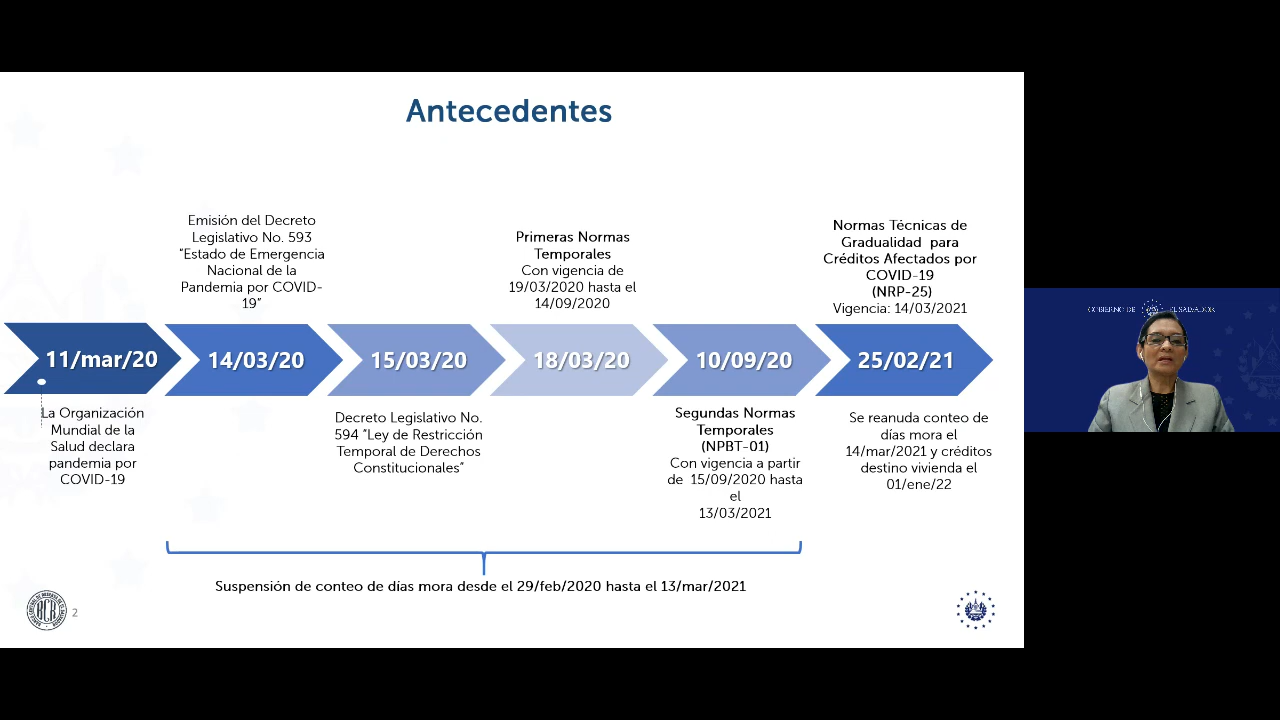 Antecedentes
Emisión del Decreto
Legislativo No. 593
“Estado de Emergencia
Nacional de la
Pandemia por COVID-
19”
Primeras Normas
Temporales
Con vigencia de
19/03/2020 hasta el
14/09/2020
Normas Técnicas de
Gradualidad para
Créditos Afectados por
COVID-19
(NRP-25)
Vigencia: 14/03/2021
11/mar/20
14/03/20
15/03/20
18/03/20
10/09/20
25/02/21
La Organización
Mundial de la
Salud declara
pandemia por
COVID-19
Decreto Legislativo No.
594 “Ley de Restricción
Temporal de Derechos
Constitucionales”
Segundas Normas
Temporales
(NPBT-01)
Con vigencia a partir
de 15/09/2020 hasta
el
13/03/2021
Se reanuda conteo de
días mora el
14/mar/2021 y créditos
destino vivienda el
01/ene/22
Suspensión de conteo de días mora desde el 29/feb/2020 hasta el 13/mar/2021
BCR
2
GOBIERNO DE EL SALVADOR